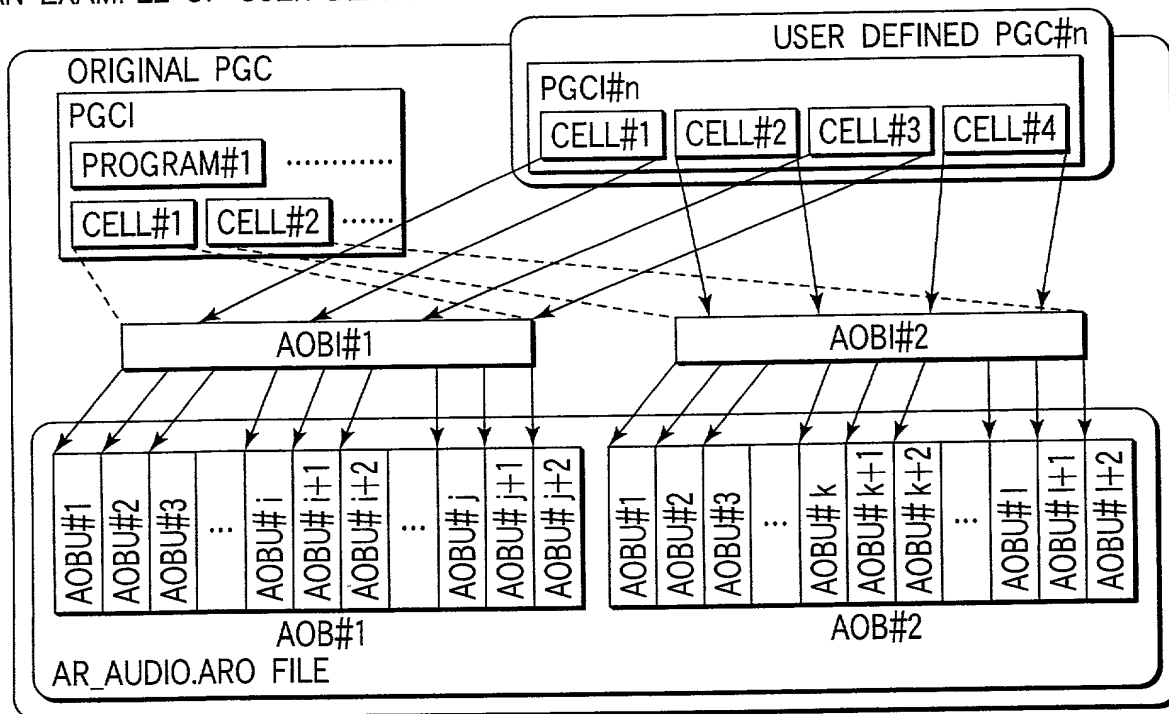 USER DEFINED PGC#n
ORIGINAL PGC
PGCI#n
CELL#1 CELL#2 CELL#3 CELL#4
PGCI
PROGRAM#1 ............
CELL#1 CELL#2 ......
AOBI#1 AOBI#2
AOBU#1 AOBU#2 AOBU#3 ... AOBU#i AOBU#i+1 AOBU#i+2 ... AOBU#j AOBU#j+1 AOBU#j+2
AOBU#1 AOBU#2 AOBU#3 ... AOBU#k AOBU#k+1 AOBU#k+2 ... AOBU#l AOBU#l+1 AOBU#l+2
AOB#1 AOB#2
AR_AUDIO.ARO FILE